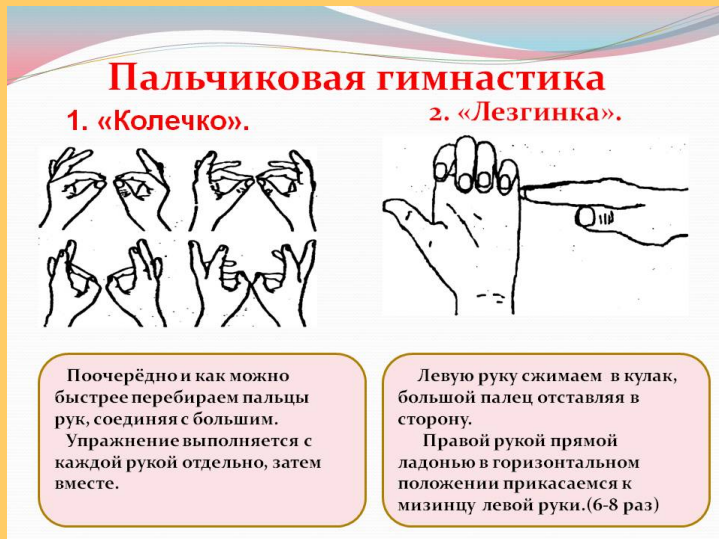 Пальчиковая гимнастика
1. «Колечко».
2. «Лезгинка».
Поочерёдно и как можно
быстрее перебираем пальцы
рук, соединяя с большим.
Упражнение выполняется с
каждой рукой отдельно, затем
вместе.
Левую руку сжимаем в кулак,
большой палец отставляя в
сторону.
Правой рукой прямой
ладонью в горизонтальном
положении прикасаемся к
мизинцу левой руки.(6-8 раз)